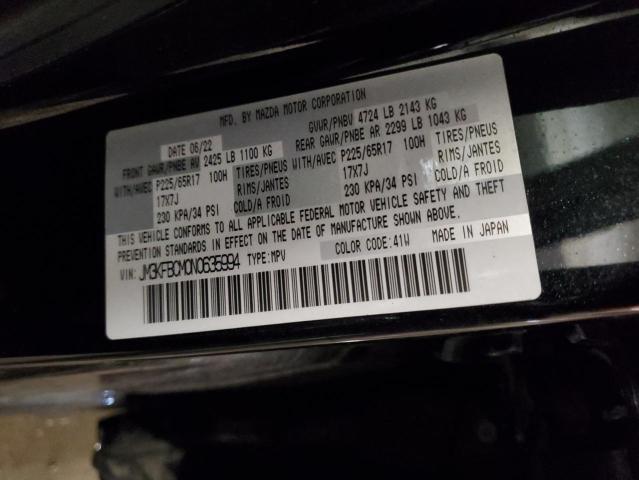 MFD. BY MAZDA MOTOR CORPORATION
DATE 06/22 GVWR/PNBV 4724 LB 2143 KG
FRONT GAWR/PNBE AV 2425 LB 1100 KG REAR GAWR/PNBE AR 2299 LB 1043 KG
WITH/AVEC P225/65R17 100H TIRES/PNEUS WITH/AVEC P225/65R17 100H TIRES/PNEUS
17X7J RIMS/JANTES 17X7J RIMS/JANTES
230 KPA/34 PSI COLD/A FROID 230 KPA/34 PSI COLD/A FROID
THIS VEHICLE CONFORMS TO ALL APPLICABLE FEDERAL MOTOR VEHICLE SAFETY AND THEFT
PREVENTION STANDARDS IN EFFECT ON THE DATE OF MANUFACTURE SHOWN ABOVE.
VIN: JM3KFBCM0N0635994 TYPE:MPV COLOR CODE:41W MADE IN JAPAN